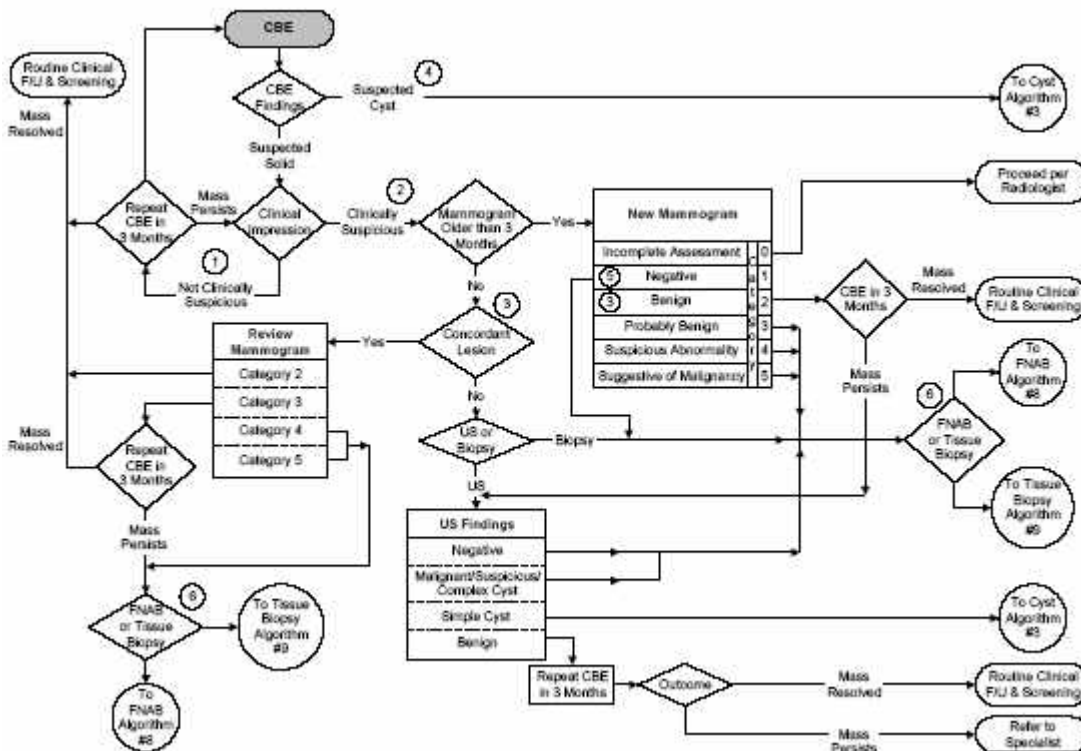 CBE
Routine Clinical
F/U & Screening
CBE
Findings
4
Suspected
Cyst
To Cyst
Algorithm
#3
Mass
Resolved
Suspected
Solid
Repeat
CBE in
3 Months
Mass
Persists
Clinical
Impression
2
Clinically
Suspicious
Mammogram
Older than 3
Months
Yes
New Mammogram
Incomplete Assessment
0
5
Negative
1
3
Benign
2
Probably Benign
3
Suspicious Abnormality
4
Suggestive of Malignancy
5
Category
Proceed per
Radiologist
1
Not Clinically
Suspicious
No
CBE in 3
Months
Mass
Resolved
Routine Clinical
F/U & Screening
3
Concordant
Lesion
Yes
Review
Mammogram
Category 2
Category 3
Category 4
Category 5
No
Mass
Persists
To
FNAB
Algorithm
#8
US or
Biopsy
Biopsy
6
FNAB
or Tissue
Biopsy
Mass
Resolved
Repeat
CBE in
3 Months
US
To Tissue
Biopsy
Algorithm
#9
US Findings
Negative
Malignant/Suspicious/
Complex Cyst
Simple Cyst
Benign
Mass
Persists
6
FNAB
or Tissue
Biopsy
To Tissue
Biopsy
Algorithm
#9
To Cyst
Algorithm
#3
To
FNAB
Algorithm
#8
Repeat CBE
in 3 Months
Outcome
Mass
Resolved
Routine Clinical
F/U & Screening
Mass
Persists
Refer to
Specialist